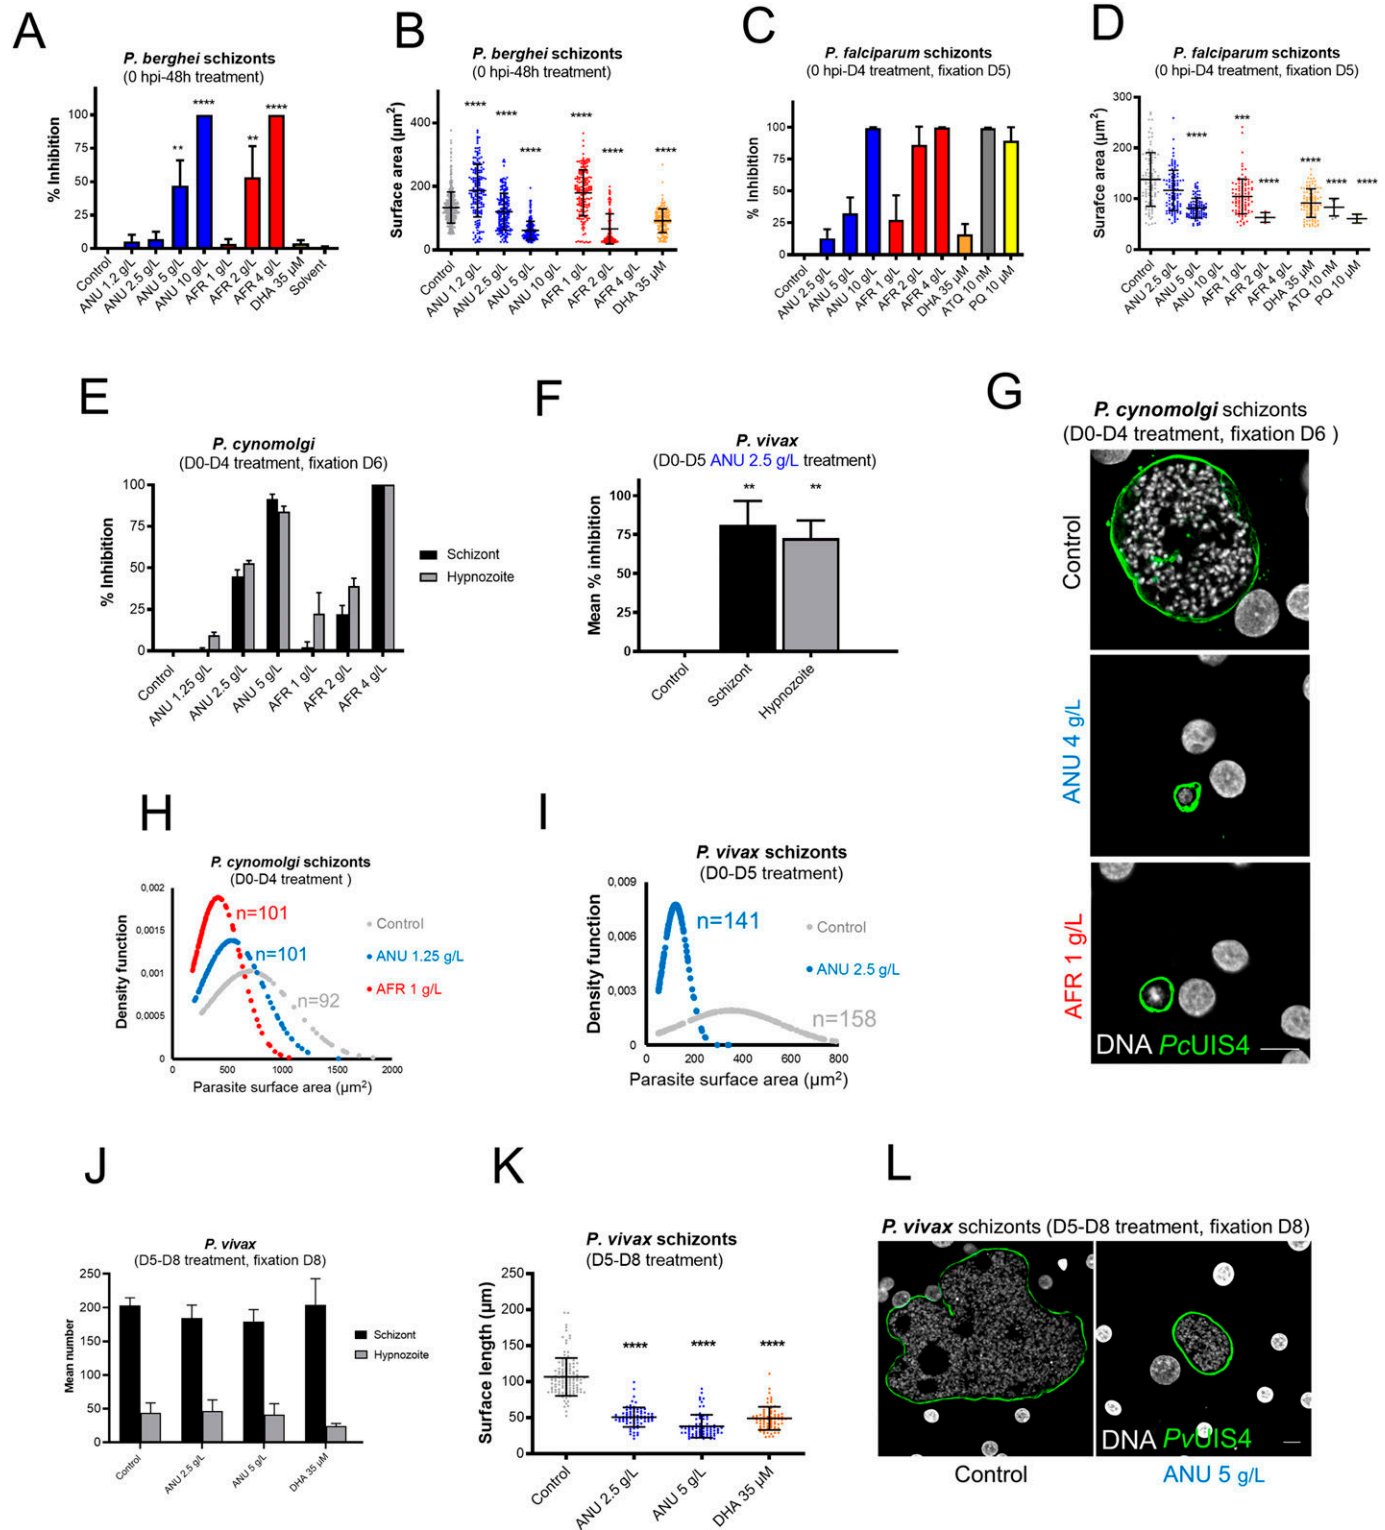 A
P. berghei schizonts
(0 hpi-48h treatment)
% Inhibition
100
75
50
25
0
**
****
**
****
Control
ANU 1.2 g/L
ANU 2.5 g/L
ANU 5 g/L
ANU 10 g/L
AFR 1 g/L
AFR 2 g/L
AFR 4 g/L
DHA 35 µM
Solvent
B
P. berghei schizonts
(0 hpi-48h treatment)
Surface area (µm²)
400
200
0
****
****
****
****
****
****
Control
ANU 1.2 g/L
ANU 2.5 g/L
ANU 5 g/L
ANU 10 g/L
AFR 1 g/L
AFR 2 g/L
AFR 4 g/L
DHA 35 µM
C
P. falciparum schizonts
(0 hpi-D4 treatment, fixation D5)
% Inhibition
100
75
50
25
0
Control
ANU 2.5 g/L
ANU 5 g/L
ANU 10 g/L
AFR 1 g/L
AFR 2 g/L
AFR 4 g/L
DHA 35 µM
ATQ 10 nM
PQ 10 µM
D
P. falciparum schizonts
(0 hpi-D4 treatment, fixation D5)
Surafce area (µm²)
300
200
100
0
****
***
****
****
****
****
Control
ANU 2.5 g/L
ANU 5 g/L
ANU 10 g/L
AFR 1 g/L
AFR 2 g/L
AFR 4 g/L
DHA 35 µM
ATQ 10 nM
PQ 10 µM
E
P. cynomolgi
(D0-D4 treatment, fixation D6)
% Inhibition
100
75
50
25
0
Control
ANU 1.25 g/L
ANU 2.5 g/L
ANU 5 g/L
AFR 1 g/L
AFR 2 g/L
AFR 4 g/L
Schizont
Hypnozoite
F
P. vivax
(D0-D5 ANU 2.5 g/L treatment)
Mean % inhibition
100
75
50
25
0
**
**
Control
Schizont
Hypnozoite
G
P. cynomolgi schizonts
(D0-D4 treatment, fixation D6 )
Control
ANU 4 g/L
AFR 1 g/L
DNA PcUIS4
H
P. cynomolgi schizonts
(D0-D4 treatment )
Density function
0,002
0,0015
0,001
0,0005
0
n=101
n=101
n=92
Control
ANU 1.25 g/L
AFR 1 g/L
0
500
1000
1500
2000
Parasite surface area (µm²)
I
P. vivax schizonts
(D0-D5 treatment)
Density function
0,009
0,006
0,003
0
n=141
n=158
Control
ANU 2.5 g/L
0
200
400
600
800
Parasite surface area (µm²)
J
P. vivax
(D5-D8 treatment, fixation D8)
Mean number
250
200
150
100
50
0
Control
ANU 2.5 g/L
ANU 5 g/L
DHA 35 µM
Schizont
Hypnozoite
K
P. vivax schizonts
(D5-D8 treatment)
Surface length (µm)
250
200
150
100
50
0
****
****
****
Control
ANU 2.5 g/L
ANU 5 g/L
DHA 35 µM
L
P. vivax schizonts (D5-D8 treatment, fixation D8)
DNA PvUIS4
Control
ANU 5 g/L